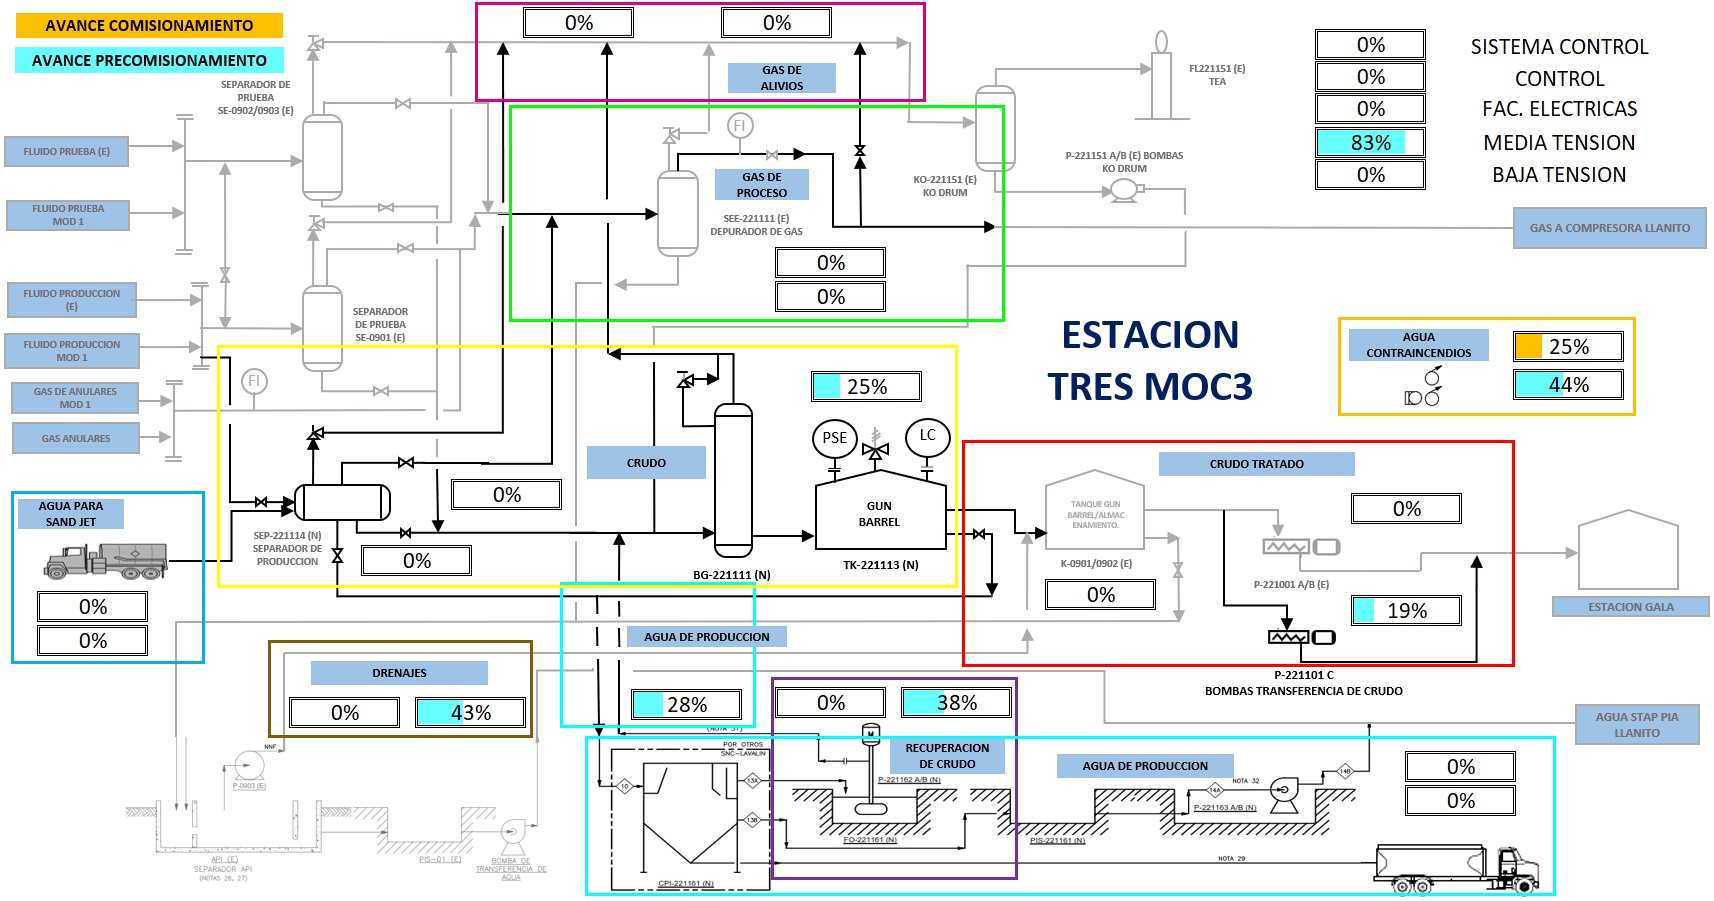 AVANCE COMISIONAMIENTO
AVANCE PRECOMISIONAMIENTO
0%
0%
GAS DE
ALIVIOS
SEPARADOR DE
PRUEBA
SE-0902/0903 (E)
FL221151 (E)
TEA
0%
SISTEMA CONTROL
0%
CONTROL
0%
FAC. ELECTRICAS
83%
MEDIA TENSION
0%
BAJA TENSION
FLUIDO PRUEBA (E)
FLUIDO PRUEBA
MOD 1
FI
GAS DE
PROCESO
SEE-221111 (E)
DEPURADOR DE GAS
KO-221151 (E)
KO DRUM
P-221151 A/B (E) BOMBAS
KO DRUM
GAS A COMPRESORA LLANITO
0%
0%
FLUIDO PRODUCCION
(E)
FLUIDO PRODUCCION
MOD 1
SEPARADOR
DE PRUEBA
SE-0901 (E)
ESTACION
TRES MOC3
AGUA
CONTRAINCENDIOS
25%
44%
GAS DE ANULARES
MOD 1
GAS ANULARES
FI
25%
PSE
LC
CRUDO
0%
GUN
BARREL
CRUDO TRATADO
0%
TANQUE GUN
BARREL/ALMAC
ENAMIENTO.
AGUA PARA
SAND JET
SEP-221114 (N)
SEPARADOR DE
PRODUCCION
0%
BG-221111 (N)
TK-221113 (N)
K-0901/0902 (E)
P-221001 A/B (E)
0%
19%
ESTACION GALA
0%
0%
AGUA DE PRODUCCION
DRENAJES
0%
43%
28%
0%
38%
P-221101 C
BOMBAS TRANSFERENCIA DE CRUDO
AGUA STAP PIA
LLANITO
(NOTA 31)
POR OTROS
SNC-LAVALIN
RECUPERACION
DE CRUDO
AGUA DE PRODUCCION
0%
0%
NNF
P-0903 (E)
10
13A
13B
P-221162 A/B (N)
NOTA 32
14A
14B
P-221163 A/B (N)
FO-221161 (N)
PIS-221161 (N)
API (E)
SEPARADOR API
(NOTAS 26, 27)
PIS-01 (E)
BOMBA DE
TRANSFERENCIA DE
AGUA
CPI-221161 (N)
NOTA 29